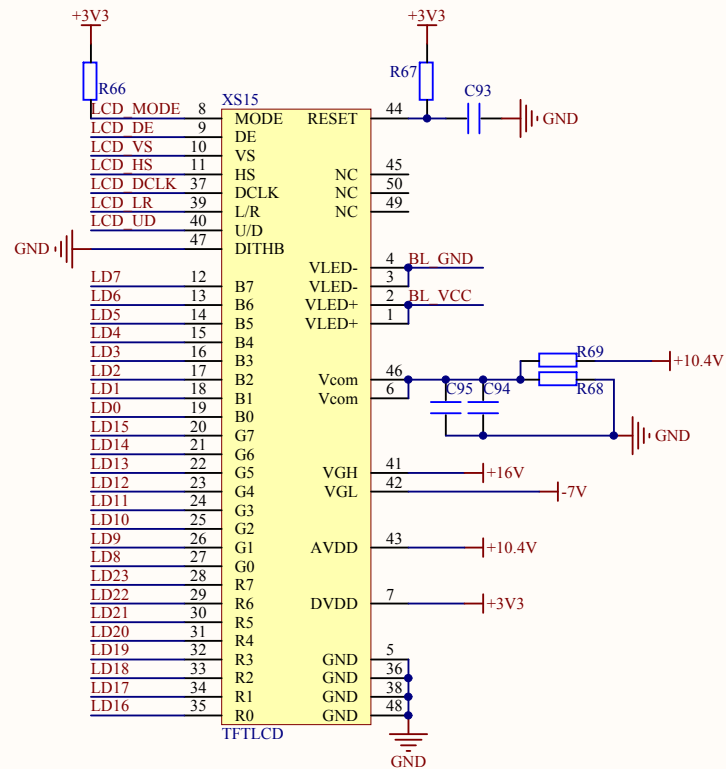 +3V3
+3V3
R66
R67
C93
GND
XS15
LCD_MODE 8 MODE
RESET 44
LCD_DE 9 DE
LCD_VS 10 VS
LCD_HS 11 HS
NC 45
LCD_DCLK 37 DCLK
NC 50
LCD_LR 39 L/R
NC 49
LCD_UD 40 U/D
GND 47 DITHB
VLED- 4 BL_GND
LD7 12 B7
VLED- 3
LD6 13 B6
VLED+ 2 BL_VCC
LD5 14 B5
VLED+ 1
LD4 15 B4
LD3 16 B3
R69
+10.4V
LD2 17 B2
Vcom 46
LD1 18 B1
Vcom 6
C95
C94
R68
LD0 19 B0
LD15 20 G7
GND
LD14 21 G6
LD13 22 G5
VGH 41 +16V
LD12 23 G4
VGL 42 -7V
LD11 24 G3
LD10 25 G2
LD9 26 G1
AVDD 43 +10.4V
LD8 27 G0
LD23 28 R7
LD22 29 R6
DVDD 7 +3V3
LD21 30 R5
LD20 31 R4
LD19 32 R3
GND 5
LD18 33 R2
GND 36
LD17 34 R1
GND 38
LD16 35 R0
GND 48
TFTLCD
GND